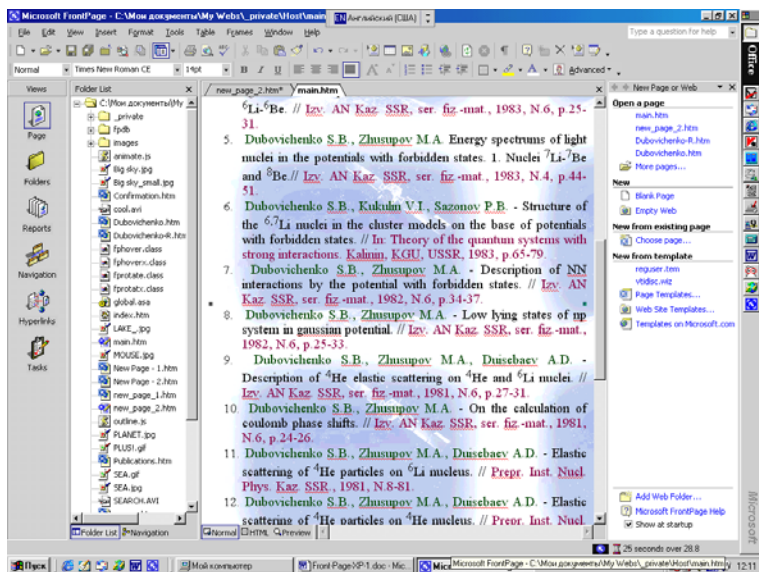 Microsoft FrontPage - C:\Мои документы\My Webs\_private\Host\main
EN Английский (США)
File Edit View Insert Format Tools Table Frames Window Help
Type a question for help
Normal Times New Roman CE 14pt
Advanced
Views
Page
Folders
Reports
Navigation
Hyperlinks
Tasks
Folder List
C:\Мои документы\My
_private
fpdb
images
animate.js
Big sky.jpg
Big sky_small.jpg
Confirmation.htm
cool.avi
Dubovichenko.htm
Dubovichenko-R.htm
fphover.class
fphoverx.class
fprotate.class
fprotatx.class
global.asa
index.htm
LAKE_.jpg
main.htm
MOUSE.jpg
New Page - 1.htm
New Page - 2.htm
new_page_1.htm
new_page_2.htm
outline.js
PLANET.jpg
PLUS!.gif
Publications.htm
SEA.gif
SEA.jpg
SEARCH.AVI
Folder List Navigation
new_page_2.htm* main.htm
⁶Li-⁶Be. // Izv. AN Kaz. SSR, ser. fiz.-mat., 1983, N.6, p.25-
31.
5. Dubovichenko S.B., Zhusupov M.A. Energy spectrums of light
nuclei in the potentials with forbidden states. 1. Nuclei ⁷Li-⁷Be
and ⁸Be.// Izv. AN Kaz. SSR, ser. fiz.-mat., 1983, N.4, p.44-
51.
6. Dubovichenko S.B., Kukulin V.I., Sazonov P.B. - Structure of
the ⁶,⁷Li nuclei in the cluster models on the base of potentials
with forbidden states. // In: Theory of the quantum systems with
strong interactions. Kalinin, KGU, USSR, 1983, p.65-79.
7. Dubovichenko S.B., Zhusupov M.A. - Description of NN
interactions by the potential with forbidden states. // Izv. AN
Kaz. SSR, ser. fiz.-mat., 1982, N.6, p.34-37.
8. Dubovichenko S.B., Zhusupov M.A. - Low lying states of np
system in gaussian potential. // Izv. AN Kaz. SSR, ser. fiz.-mat.,
1982, N.6, p.25-33.
9. Dubovichenko S.B., Zhusupov M.A., Duisebaev A.D. -
Description of ⁴He elastic scattering on ⁴He and ⁶Li nuclei. //
Izv. AN Kaz. SSR, ser. fiz.-mat., 1981, N.6, p.27-31.
10. Dubovichenko S.B., Zhusupov M.A. - On the calculation of
coulomb phase shifts. // Izv. AN Kaz. SSR, ser. fiz.-mat., 1981,
N.6, p.24-26.
11. Dubovichenko S.B., Zhusupov M.A., Duisebaev A.D. - Elastic
scattering of ⁴He particles on ⁶Li nucleus. // Prepr. Inst. Nucl.
Phys. Kaz. SSR., 1981, N.8-81.
12. Dubovichenko S.B., Zhusupov M.A., Duisebaev A.D. - Elastic
scattering of ⁴He particles on ⁴He nucleus. // Prepr. Inst. Nucl.
Normal HTML Preview
New Page or Web
Open a page
main.htm
new_page_2.htm
Dubovichenko-R.htm
Dubovichenko.htm
More pages...
New
Blank Page
Empty Web
New from existing page
Choose page...
New from template
reguser.tem
vtidisc.wiz
Page Templates...
Web Site Templates...
Templates on Microsoft.com
Add Web Folder...
Microsoft FrontPage Help
Show at startup
Office
Microsoft
25 seconds over 28.8
Пуск
Мой компьютер
Front-Page-XP-1.doc - Mic...
Microsoft FrontPage - C:\Мои документы\My Webs\_private\Host\main.htm
12:11